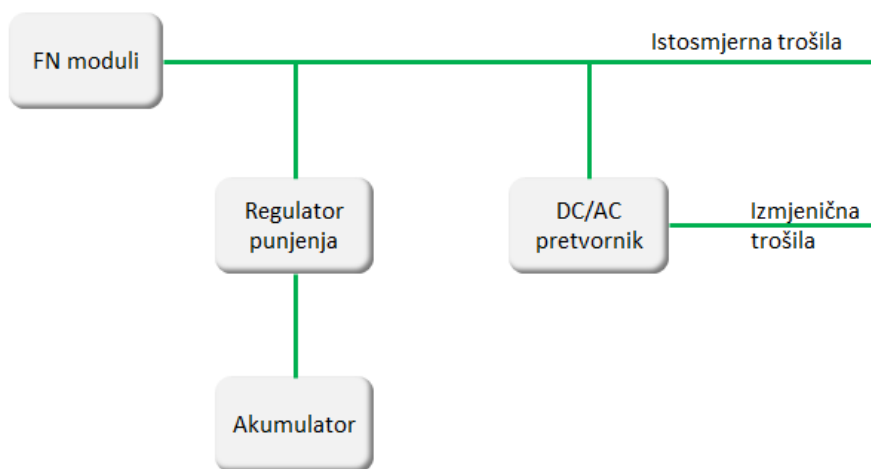 Istosmjerna trošila
FN moduli
Regulator
punjenja
DC/AC
pretvornik
Izmjenična
trošila
Akumulator